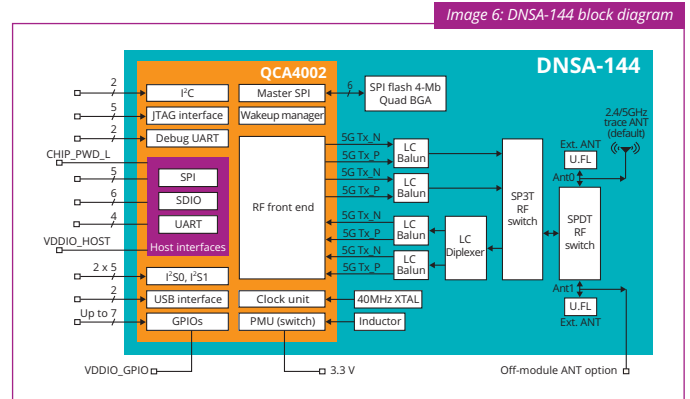 Image 6: DNSA-144 block diagram
DNSA-144
QCA4002
2
I²C
Master SPI
6
SPI flash 4-Mb
Quad BGA
5
JTAG interface
Wakeup manager
2
Debug UART
CHIP_PWD_L
5
SPI
6
SDIO
4
UART
Host interfaces
VDDIO_HOST
RF front end
5G Tx_N
5G Tx_P
LC
Balun
5G Tx_N
5G Tx_P
LC
Balun
5G Tx_N
5G Tx_P
LC
Balun
5G Tx_N
5G Tx_P
LC
Balun
LC
Diplexer
SP3T
RF
switch
SPDT
RF
switch
2.4/5GHz
trace ANT
(default)
Ext. ANT
U.FL
Ant0
Ant1
U.FL
Ext. ANT
2 x 5
I²S0, I²S1
2
USB interface
Clock unit
40MHz XTAL
Up to 7
GPIOs
PMU (switch)
Inductor
VDDIO_GPIO
3.3 V
Off-module ANT option